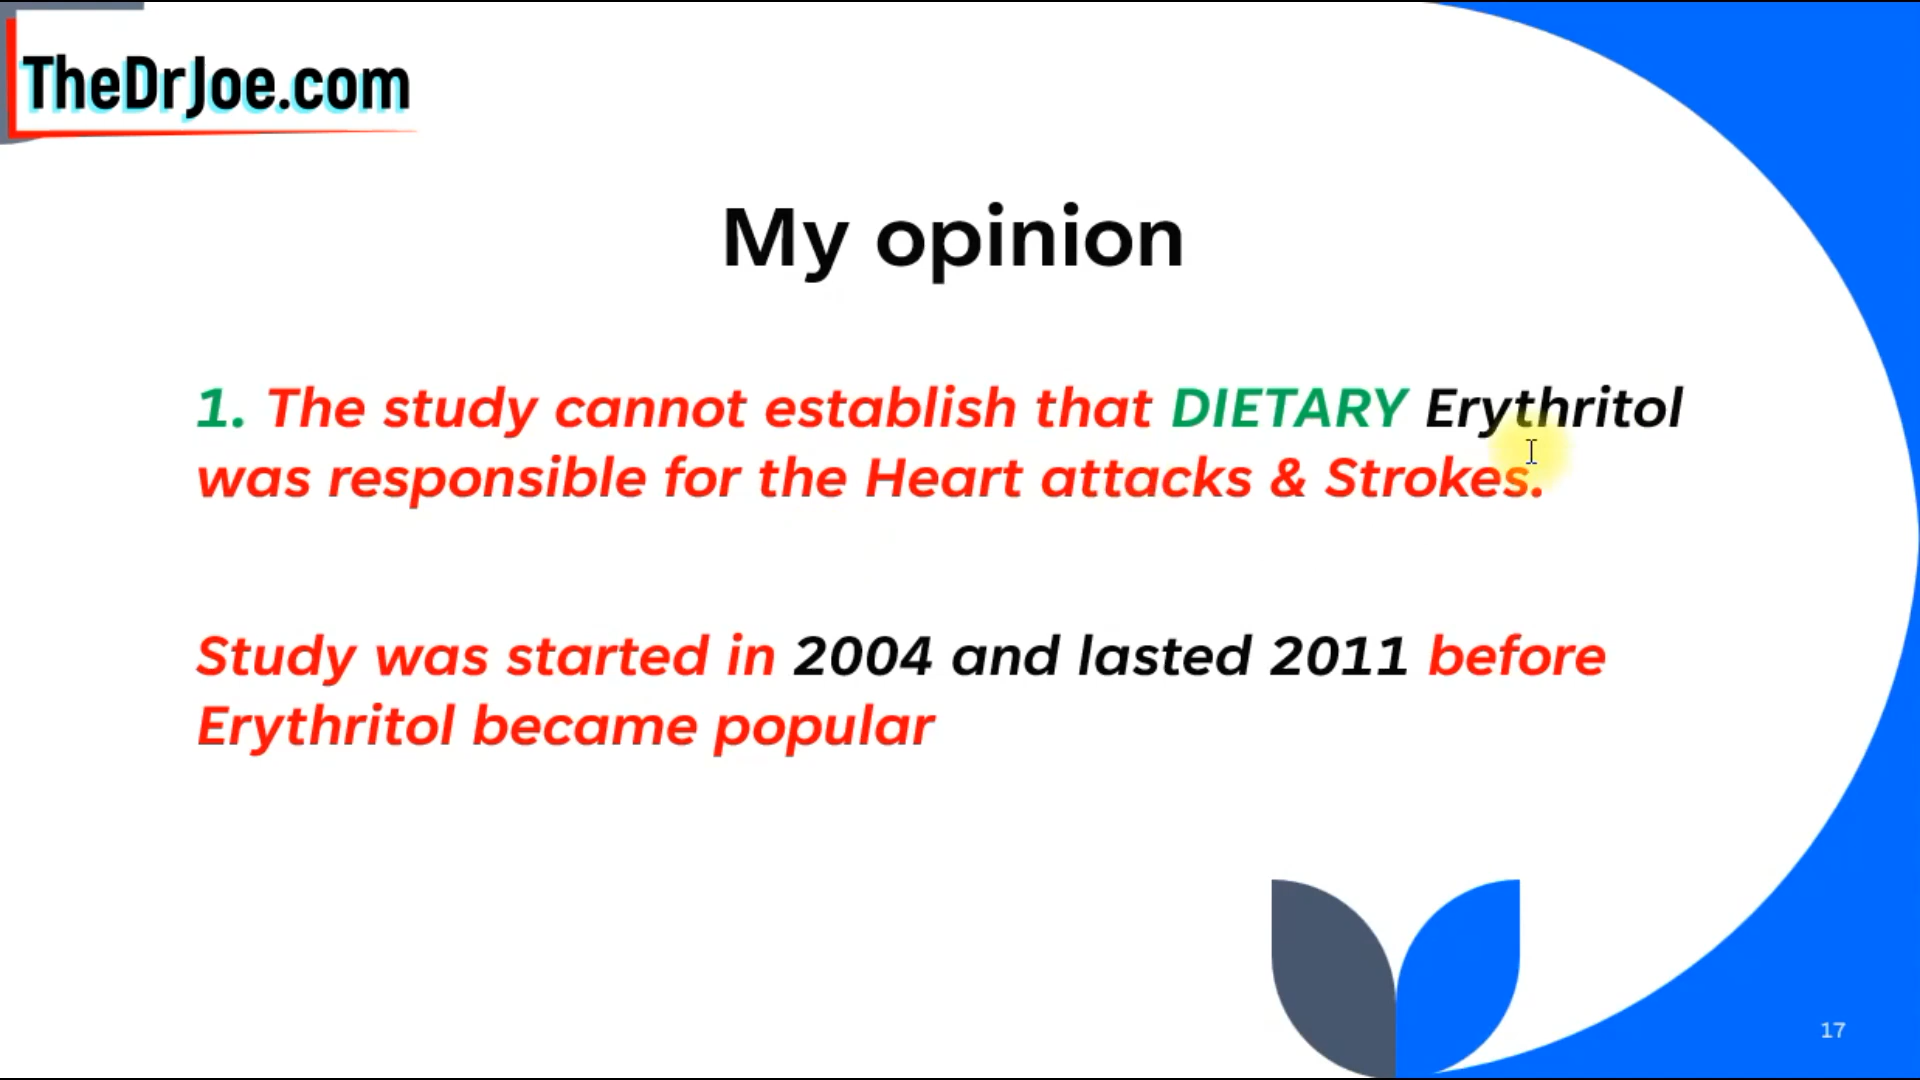 TheDrJoe.com
My opinion
1. The study cannot establish that DIETARY Erythritol
was responsible for the Heart attacks & Strokes.
Study was started in 2004 and lasted 2011 before
Erythritol became popular
17